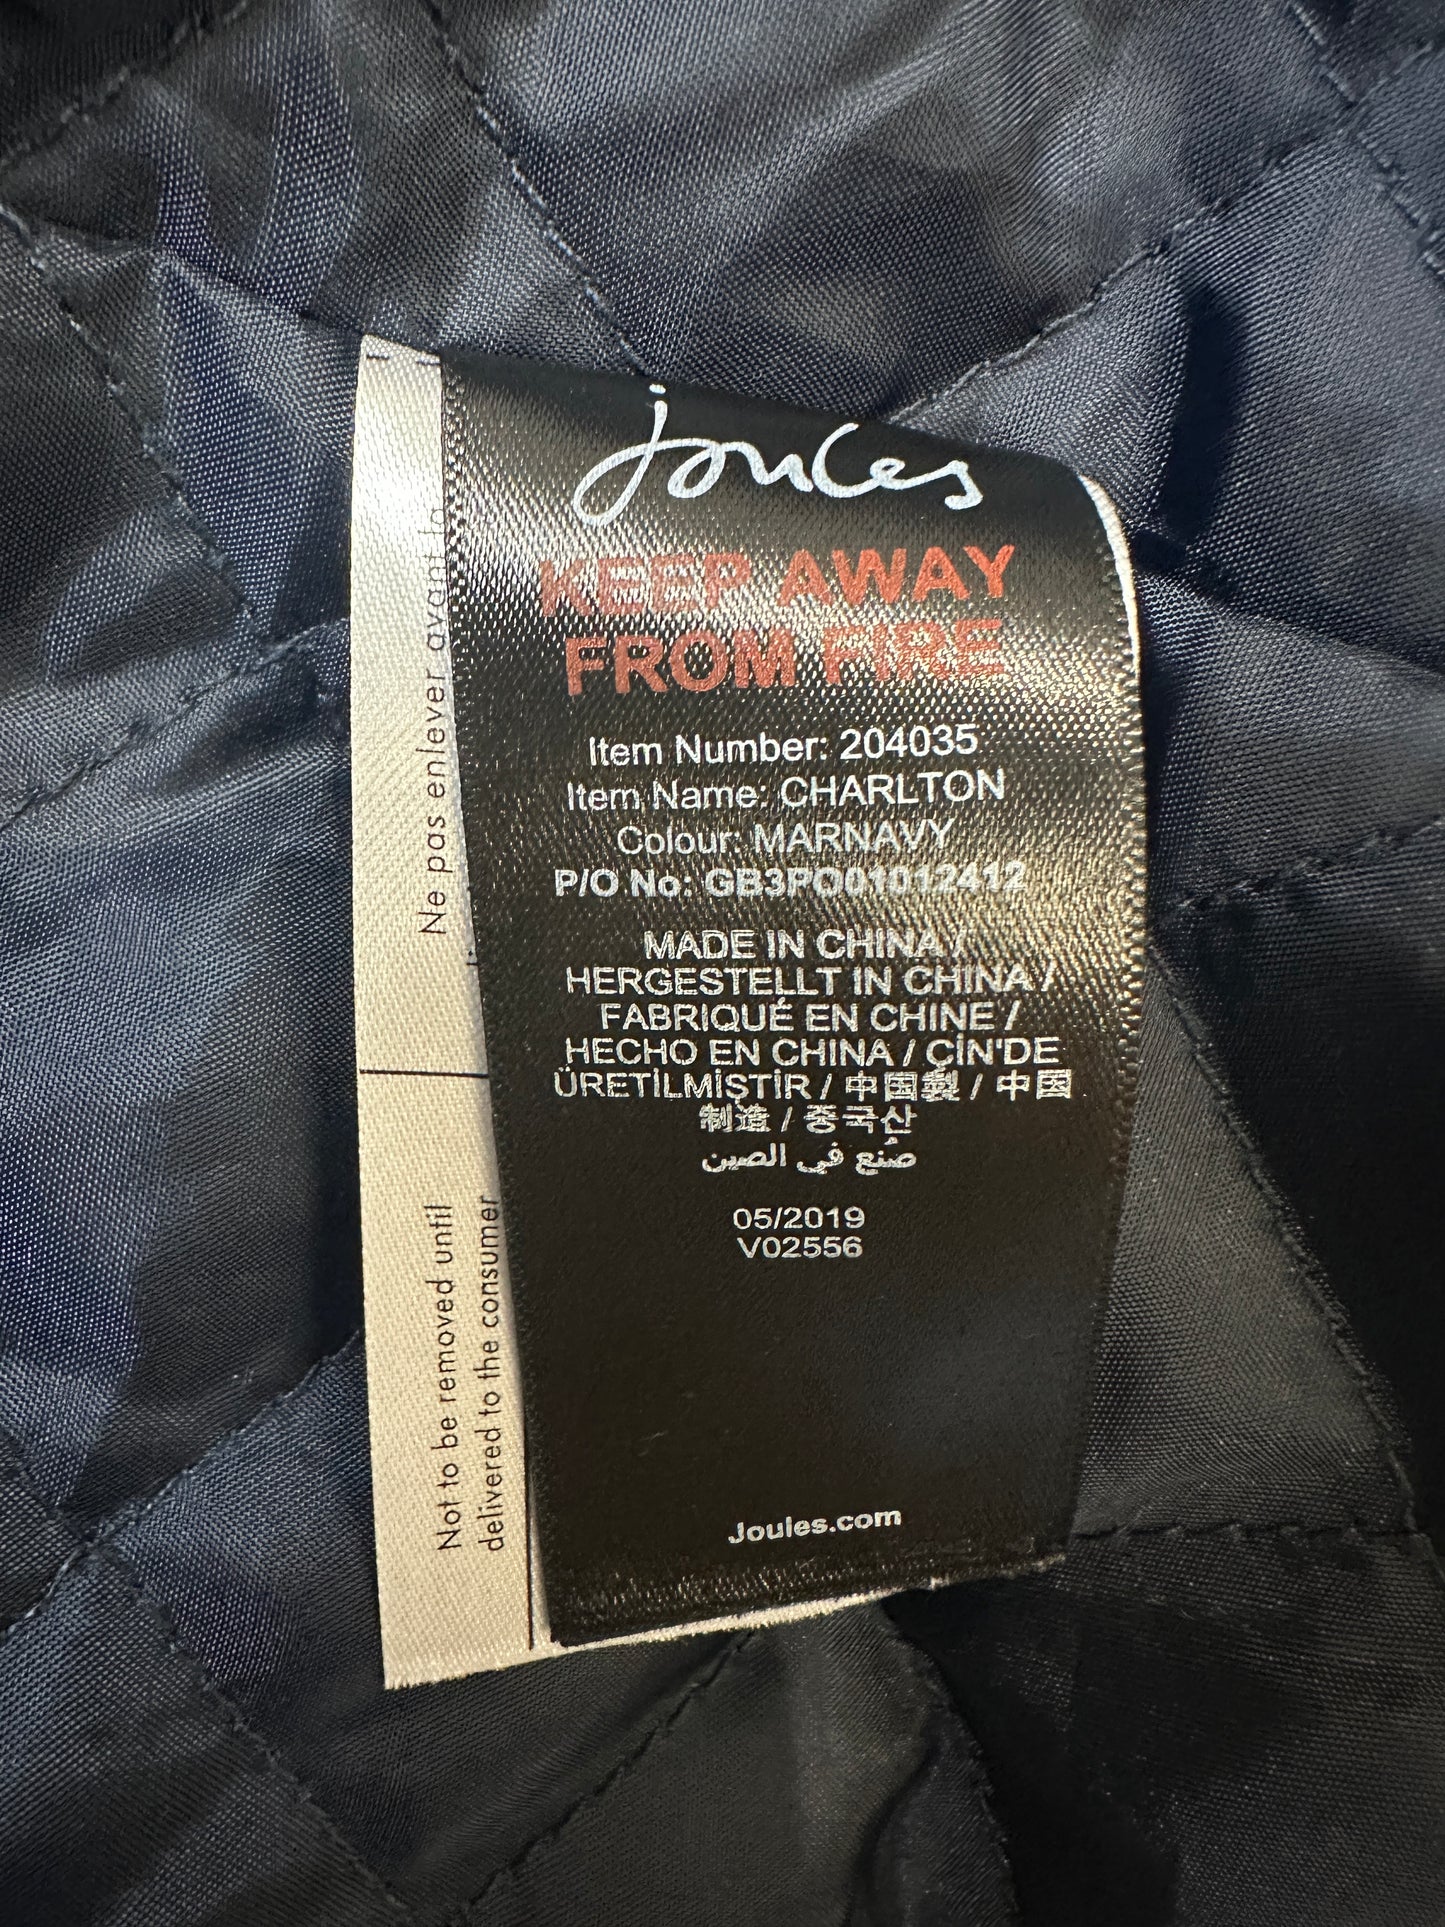 joules
KEEP AWAY
FROM FIRE
Item Number: 204035
Item Name: CHARLTON
Colour: MARNAVY
P/O No: GB3PO01012412
MADE IN CHINA /
HERGESTELLT IN CHINA /
FABRIQUÉ EN CHINE /
HECHO EN CHINA / ÇİN'DE
ÜRETİLMİŞTİR / 中国製 / 中国
制造 / 중국산
صُنع في الصين
05/2019
V02556
Joules.com
Ne pas enlever avant
Not to be removed until
delivered to the consumer